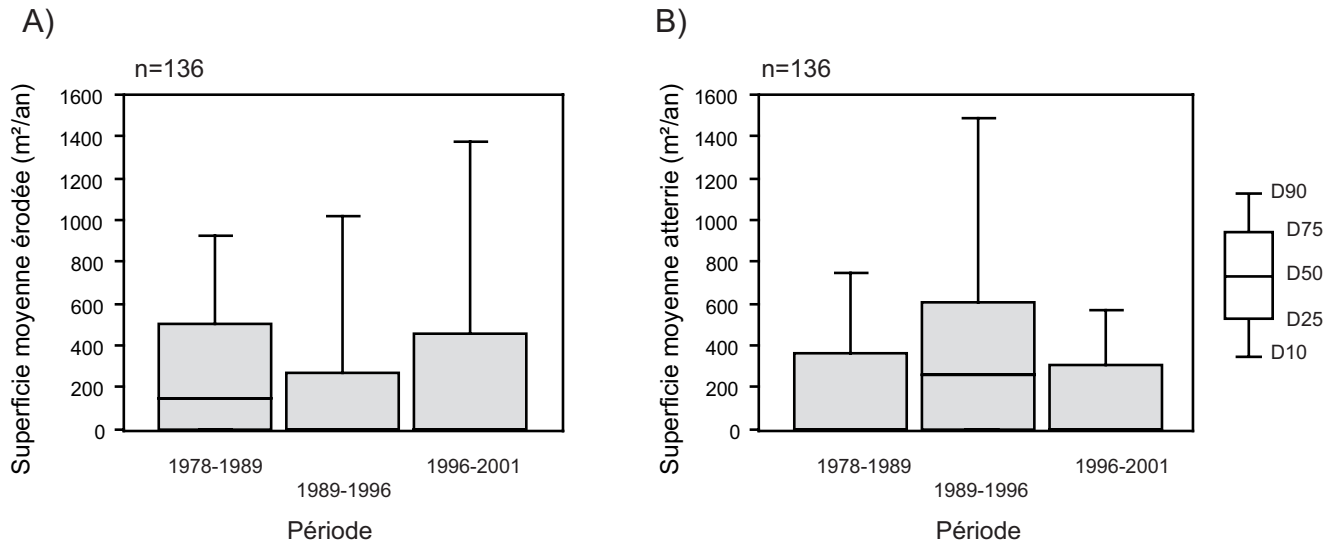 A)
n=136
Superficie moyenne érodée (m²/an)
1600
1400
1200
1000
800
600
400
200
0
1978-1989
1989-1996
1996-2001
Période
B)
n=136
Superficie moyenne atterrie (m²/an)
1600
1400
1200
1000
800
600
400
200
0
1978-1989
1989-1996
1996-2001
Période
D90
D75
D50
D25
D10